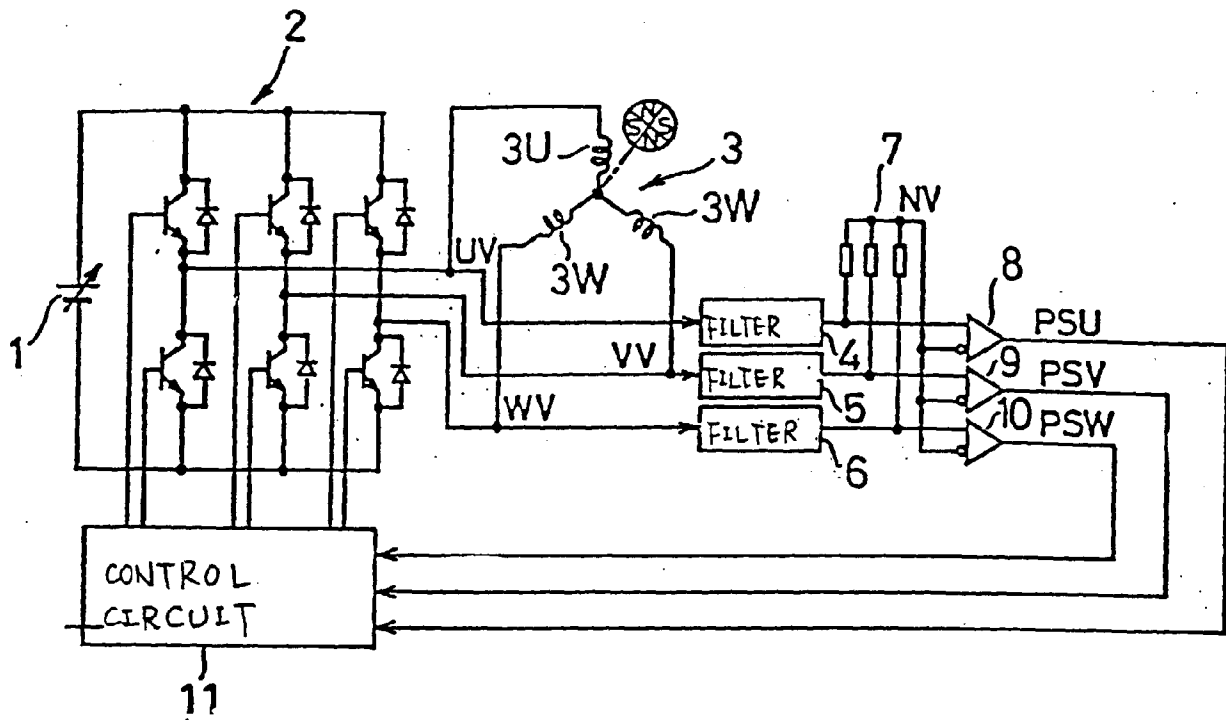 2
3U
N
S
S
N
3
7
NV
3W
3W
UV
8
1
FILTER
PSU
4
9
VV
FILTER
PSV
5
10
WV
FILTER
PSW
6
CONTROL
CIRCUIT
11